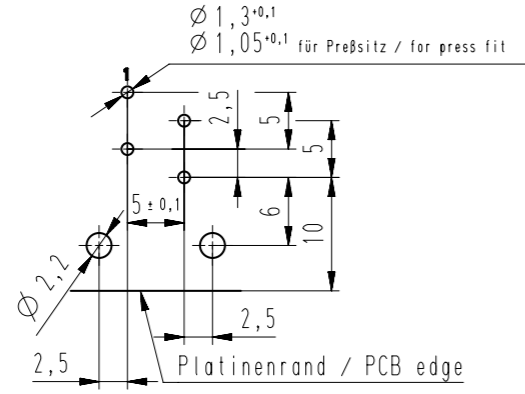 Ø 1,3+0,1
Ø 1,05+0,1 für Preßsitz / for press fit
1
2,5
5
5
5 ± 0,1
6
10
Ø 2,2
2,5
2,5
Platinenrand / PCB edge